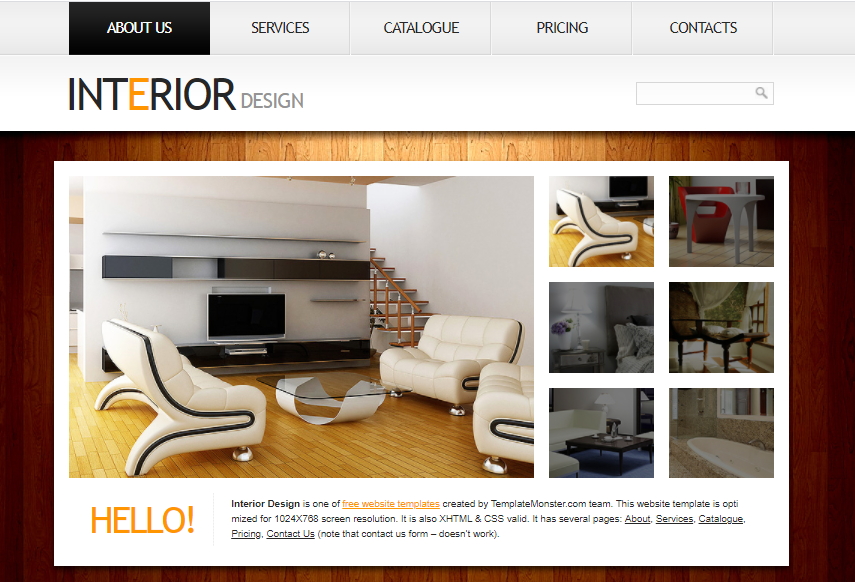 ABOUT US SERVICES CATALOGUE PRICING CONTACTS
INTERIOR DESIGN
HELLO!
Interior Design is one of free website templates created by TemplateMonster.com team. This website template is opti
mized for 1024X768 screen resolution. It is also XHTML & CSS valid. It has several pages: About, Services, Catalogue,
Pricing, Contact Us (note that contact us form – doesn't work).